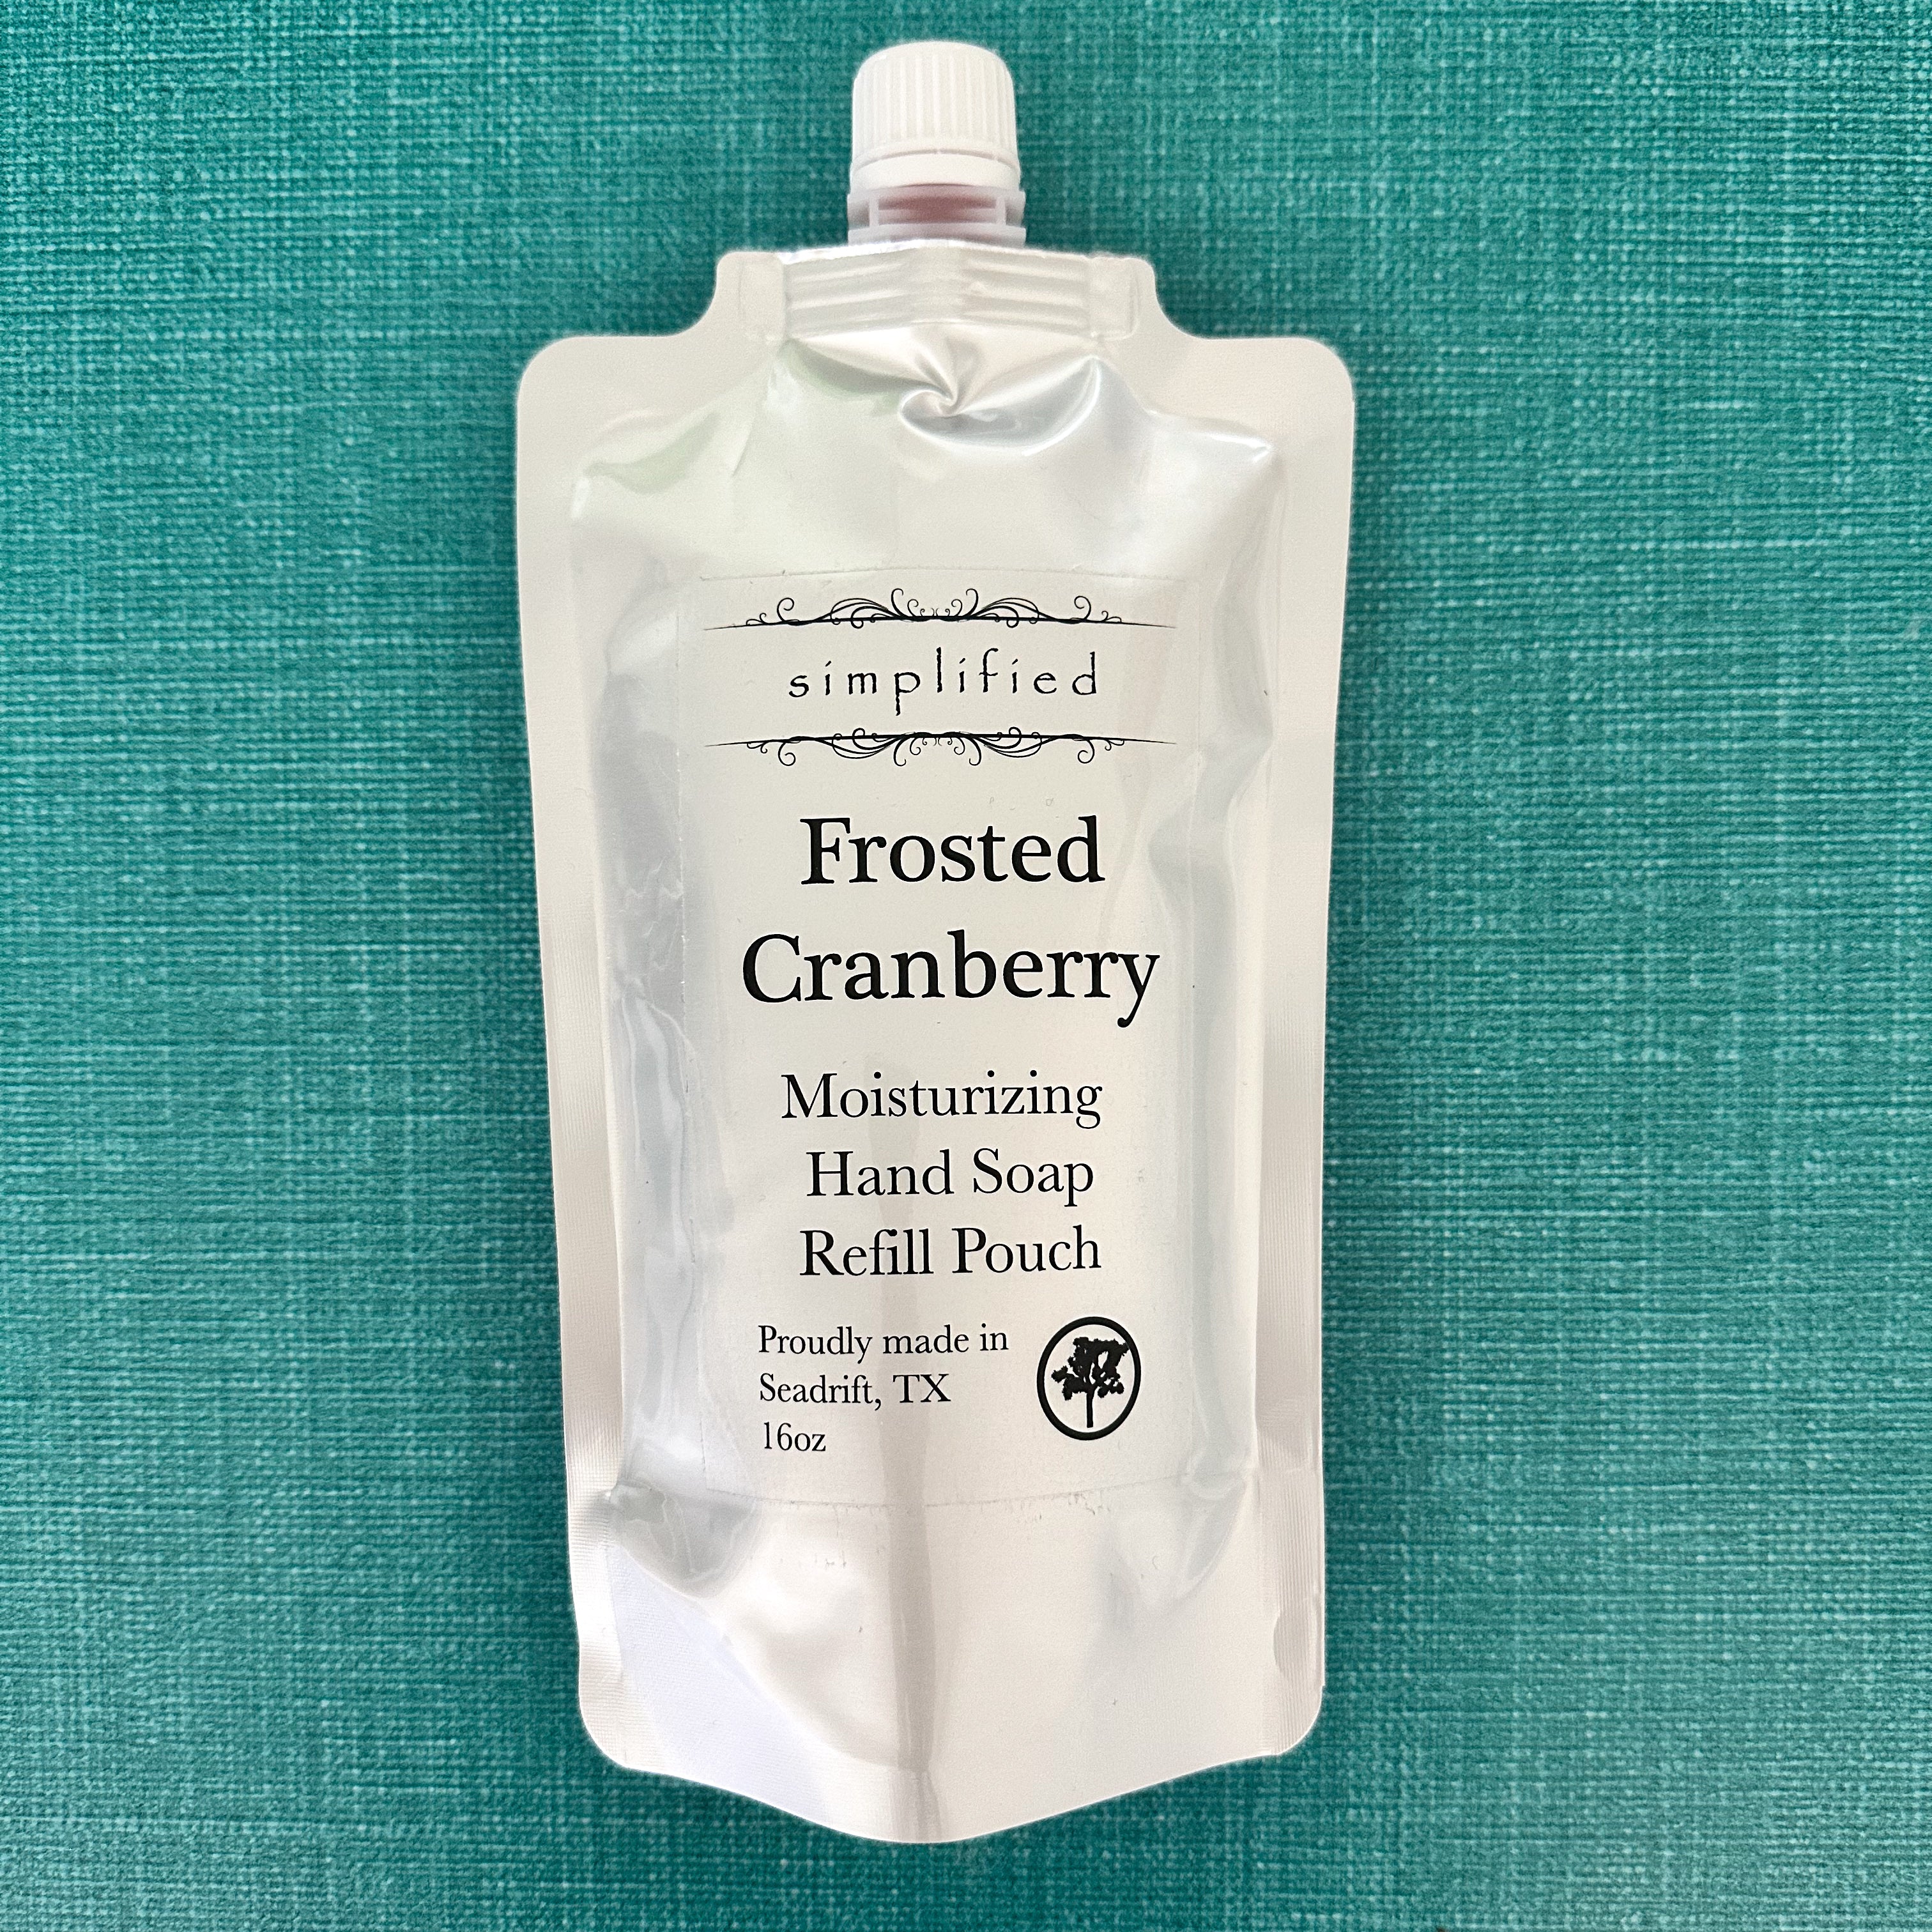 simplified
Frosted
Cranberry
Moisturizing
Hand Soap
Refill Pouch
Proudly made in
Seadrift, TX
16oz